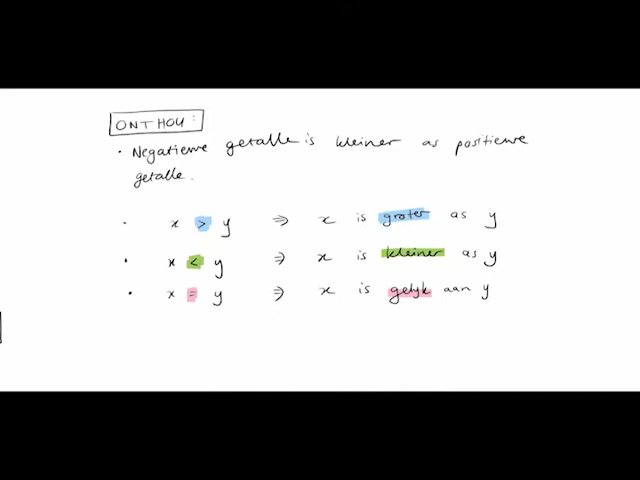 ONTHOU:
• Negatiewe getalle is kleiner as positiewe
getalle.
• x > y ⇒ x is groter as y
• x < y ⇒ x is kleiner as y
• x = y ⇒ x is gelyk aan y